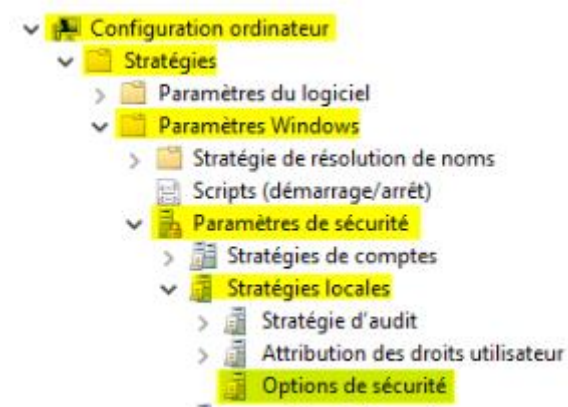 Configuration ordinateur
Stratégies
Paramètres du logiciel
Paramètres Windows
Stratégie de résolution de noms
Scripts (démarrage/arrêt)
Paramètres de sécurité
Stratégies de comptes
Stratégies locales
Stratégie d'audit
Attribution des droits utilisateur
Options de sécurité